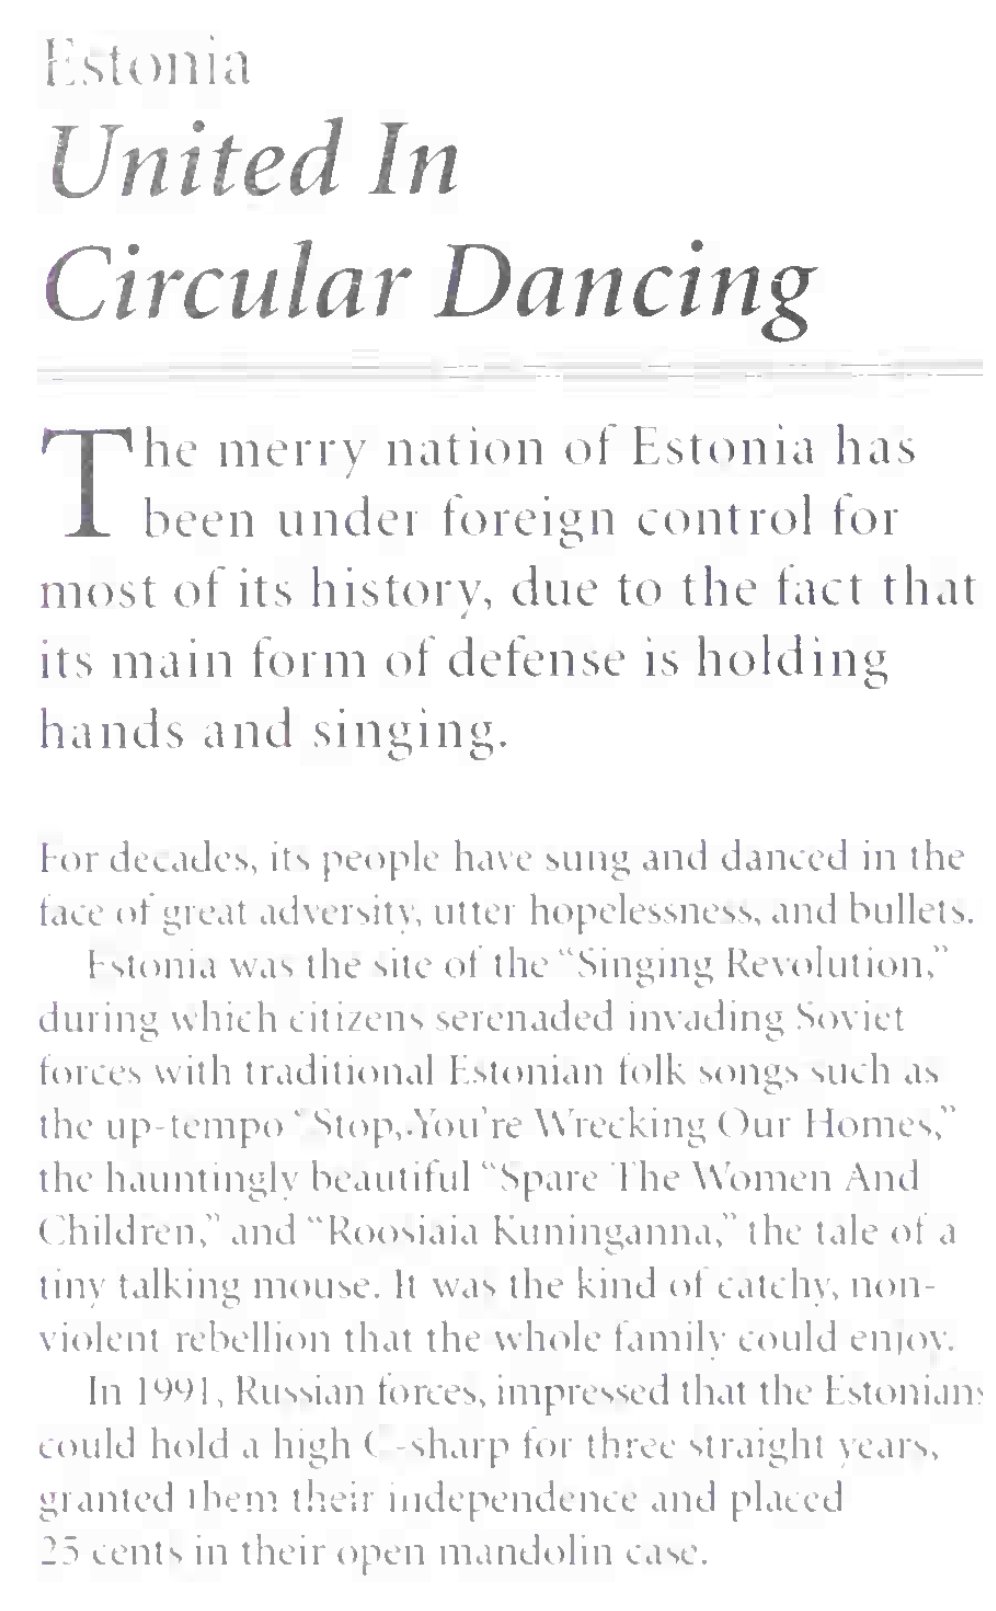 Estonia
United In
Circular Dancing
The merry nation of Estonia has
been under foreign control for
most of its history, due to the fact that
its main form of defense is holding
hands and singing.
For decades, its people have sung and danced in the
face of great adversity, utter hopelessness, and bullets.
Estonia was the site of the “Singing Revolution,”
during which citizens serenaded invading Soviet
forces with traditional Estonian folk songs such as
the up-tempo “Stop, You’re Wrecking Our Homes,”
the hauntingly beautiful “Spare The Women And
Children,” and “Roosiaia Kuninganna,” the tale of a
tiny talking mouse. It was the kind of catchy, non-
violent rebellion that the whole family could enjoy.
In 1991, Russian forces, impressed that the Estonians
could hold a high C-sharp for three straight years,
granted them their independence and placed
25 cents in their open mandolin case.